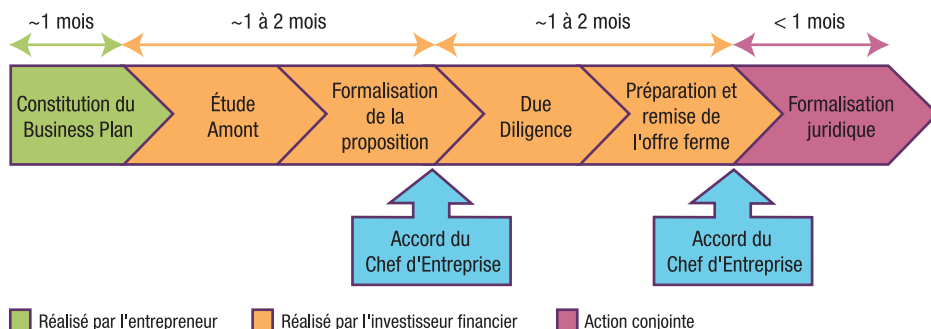 ~1 mois
~1 à 2 mois
~1 à 2 mois
< 1 mois
Constitution du
Business Plan
Étude
Amont
Formalisation
de la
proposition
Due
Diligence
Préparation et
remise de
l'offre ferme
Formalisation
juridique
Accord du
Chef d'Entreprise
Accord du
Chef d'Entreprise
Réalisé par l'entrepreneur
Réalisé par l'investisseur financier
Action conjointe